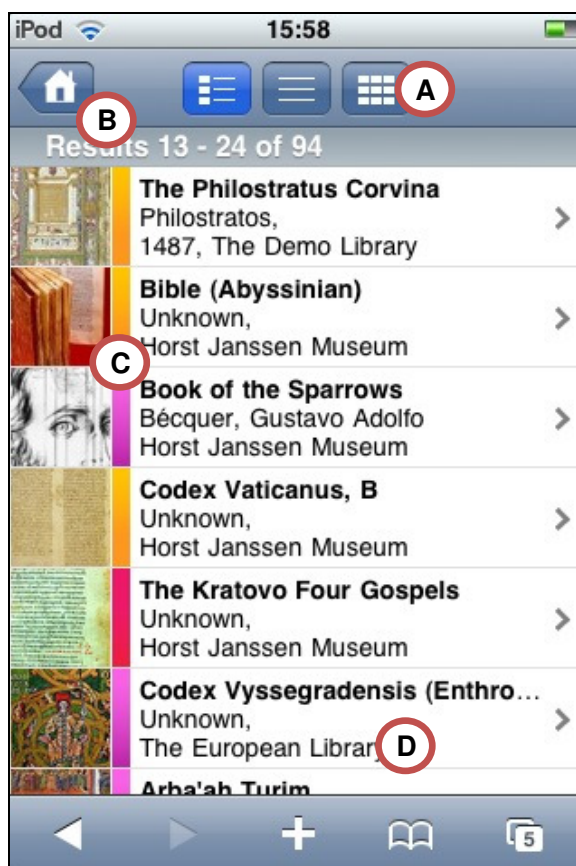 iPod 15:58
A
B
Results 13 - 24 of 94
The Philostratus Corvina
Philostratos,
1487, The Demo Library
Bible (Abyssinian)
Unknown,
Horst Janssen Museum
C
Book of the Sparrows
Bécquer, Gustavo Adolfo
Horst Janssen Museum
Codex Vaticanus, B
Unknown,
Horst Janssen Museum
The Kratovo Four Gospels
Unknown,
Horst Janssen Museum
Codex Vyssegradensis (Enthro...
Unknown,
The European Library D
Arba'ah Turim
5